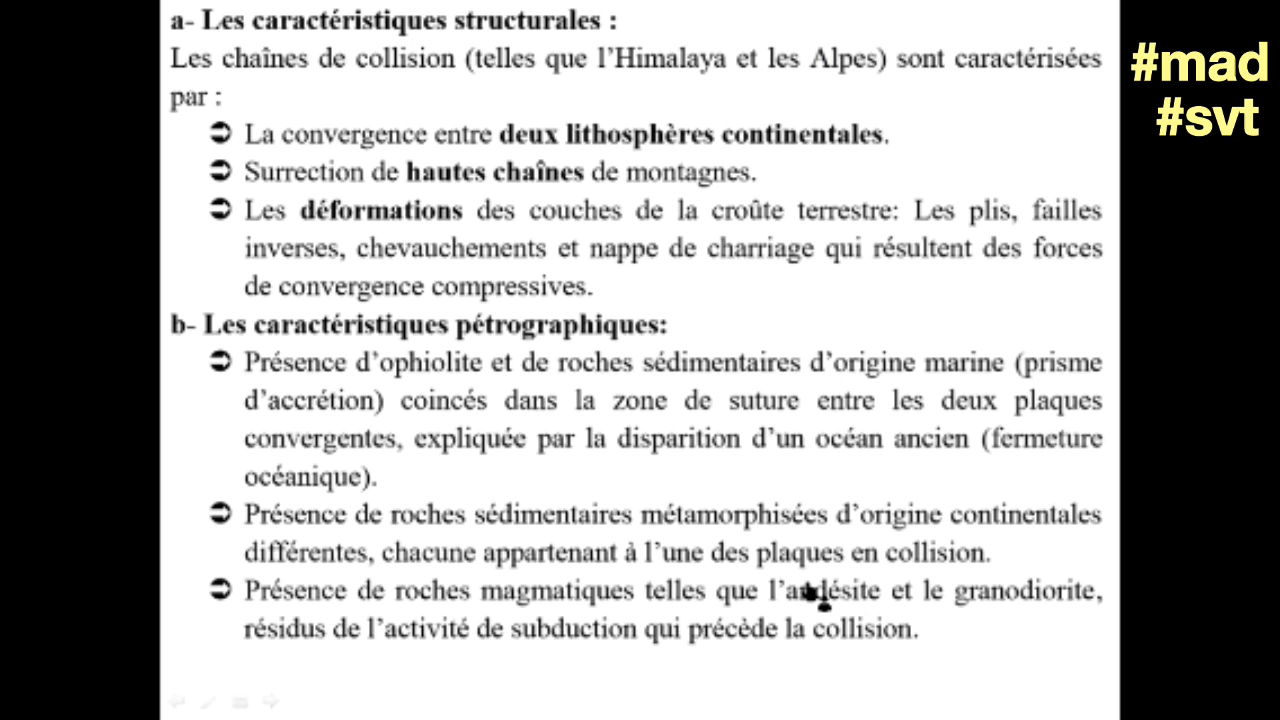 a- Les caractéristiques structurales :
Les chaînes de collision (telles que l’Himalaya et les Alpes) sont caractérisées
par :
➲ La convergence entre deux lithosphères continentales.
➲ Surrection de hautes chaînes de montagnes.
➲ Les déformations des couches de la croûte terrestre: Les plis, failles
inverses, chevauchements et nappe de charriage qui résultent des forces
de convergence compressives.
b- Les caractéristiques pétrographiques:
➲ Présence d’ophiolite et de roches sédimentaires d’origine marine (prisme
d’accrétion) coincés dans la zone de suture entre les deux plaques
convergentes, expliquée par la disparition d’un océan ancien (fermeture
océanique).
➲ Présence de roches sédimentaires métamorphisées d’origine continentales
différentes, chacune appartenant à l’une des plaques en collision.
➲ Présence de roches magmatiques telles que l’andésite et le granodiorite,
résidus de l’activité de subduction qui précède la collision.
#mad
#svt